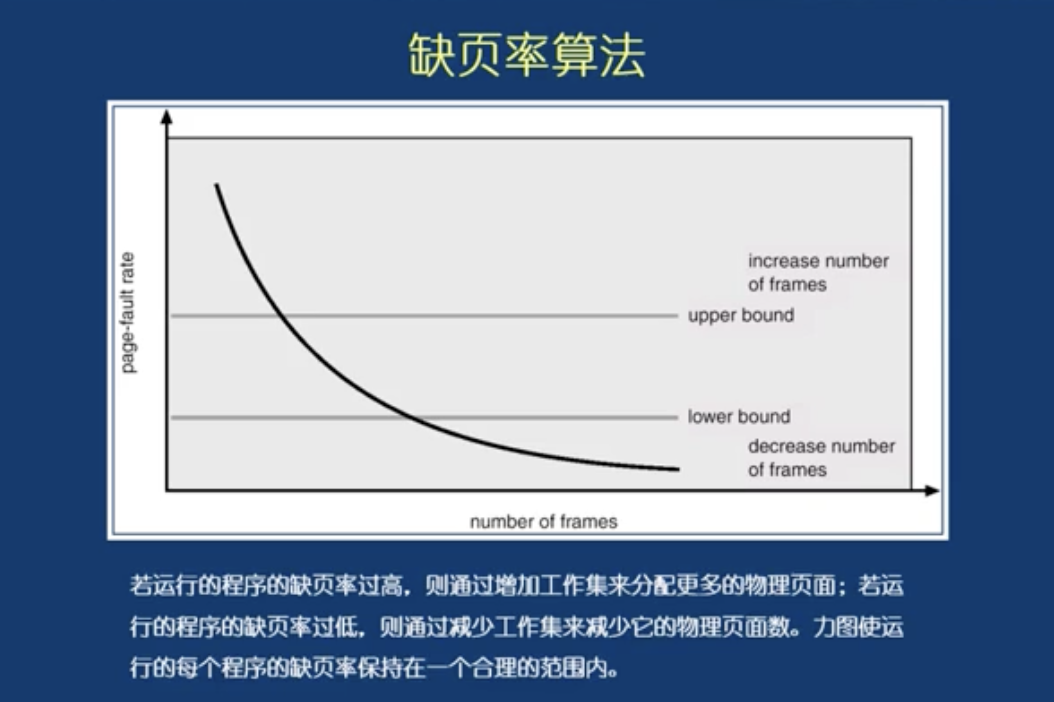 缺页率算法
page-fault rate
increase number
of frames
upper bound
lower bound
decrease number
of frames
number of frames
若运行的程序的缺页率过高，则通过增加工作集来分配更多的物理页面；若运
行的程序的缺页率过低，则通过减少工作集来减少它的物理页面数。力图使运
行的每个程序的缺页率保持在一个合理的范围内。